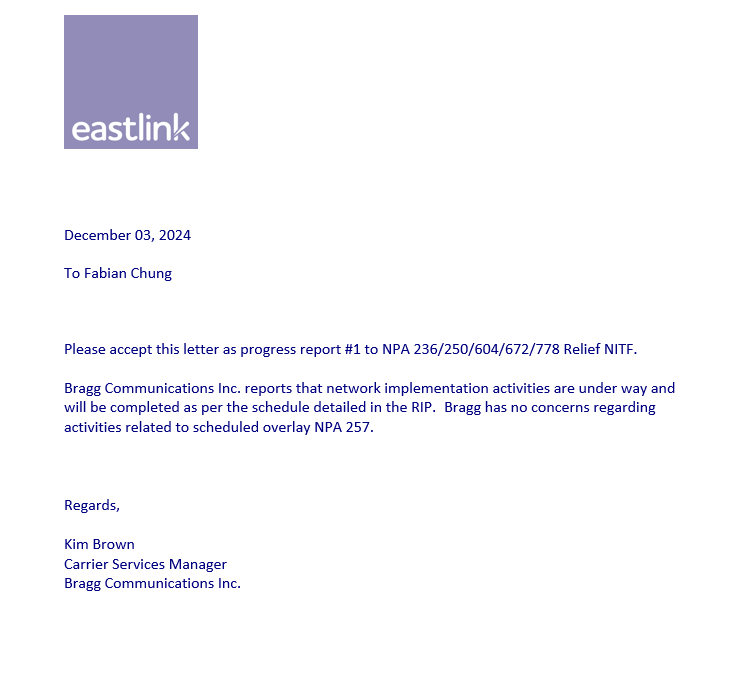 eastlink
December 03, 2024
To Fabian Chung
Please accept this letter as progress report #1 to NPA 236/250/604/672/778 Relief NITF.
Bragg Communications Inc. reports that network implementation activities are under way and
will be completed as per the schedule detailed in the RIP.  Bragg has no concerns regarding
activities related to scheduled overlay NPA 257.
Regards,
Kim Brown
Carrier Services Manager
Bragg Communications Inc.